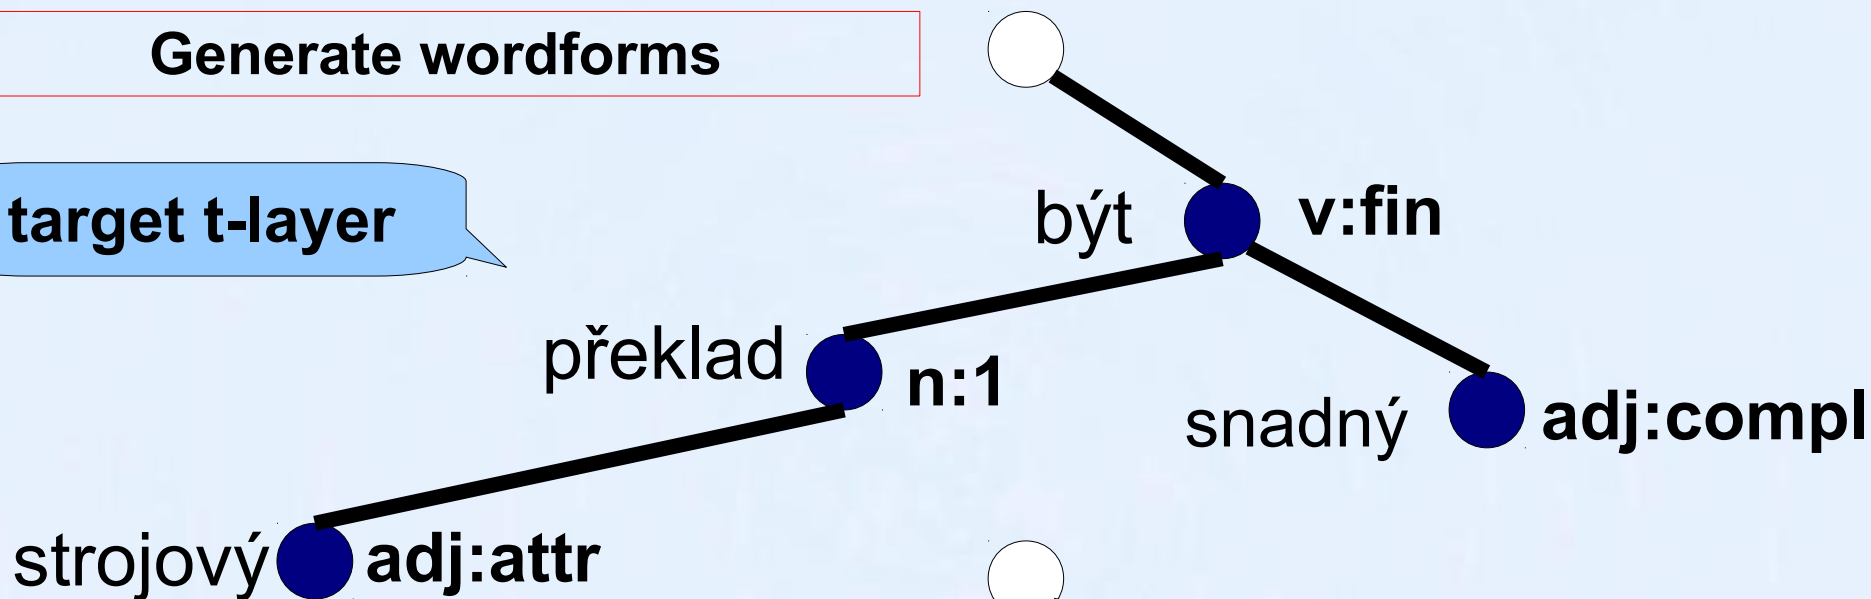 Generate wordforms
target t-layer
být v:fin
překlad n:1
snadný adj:compl
strojový adj:attr